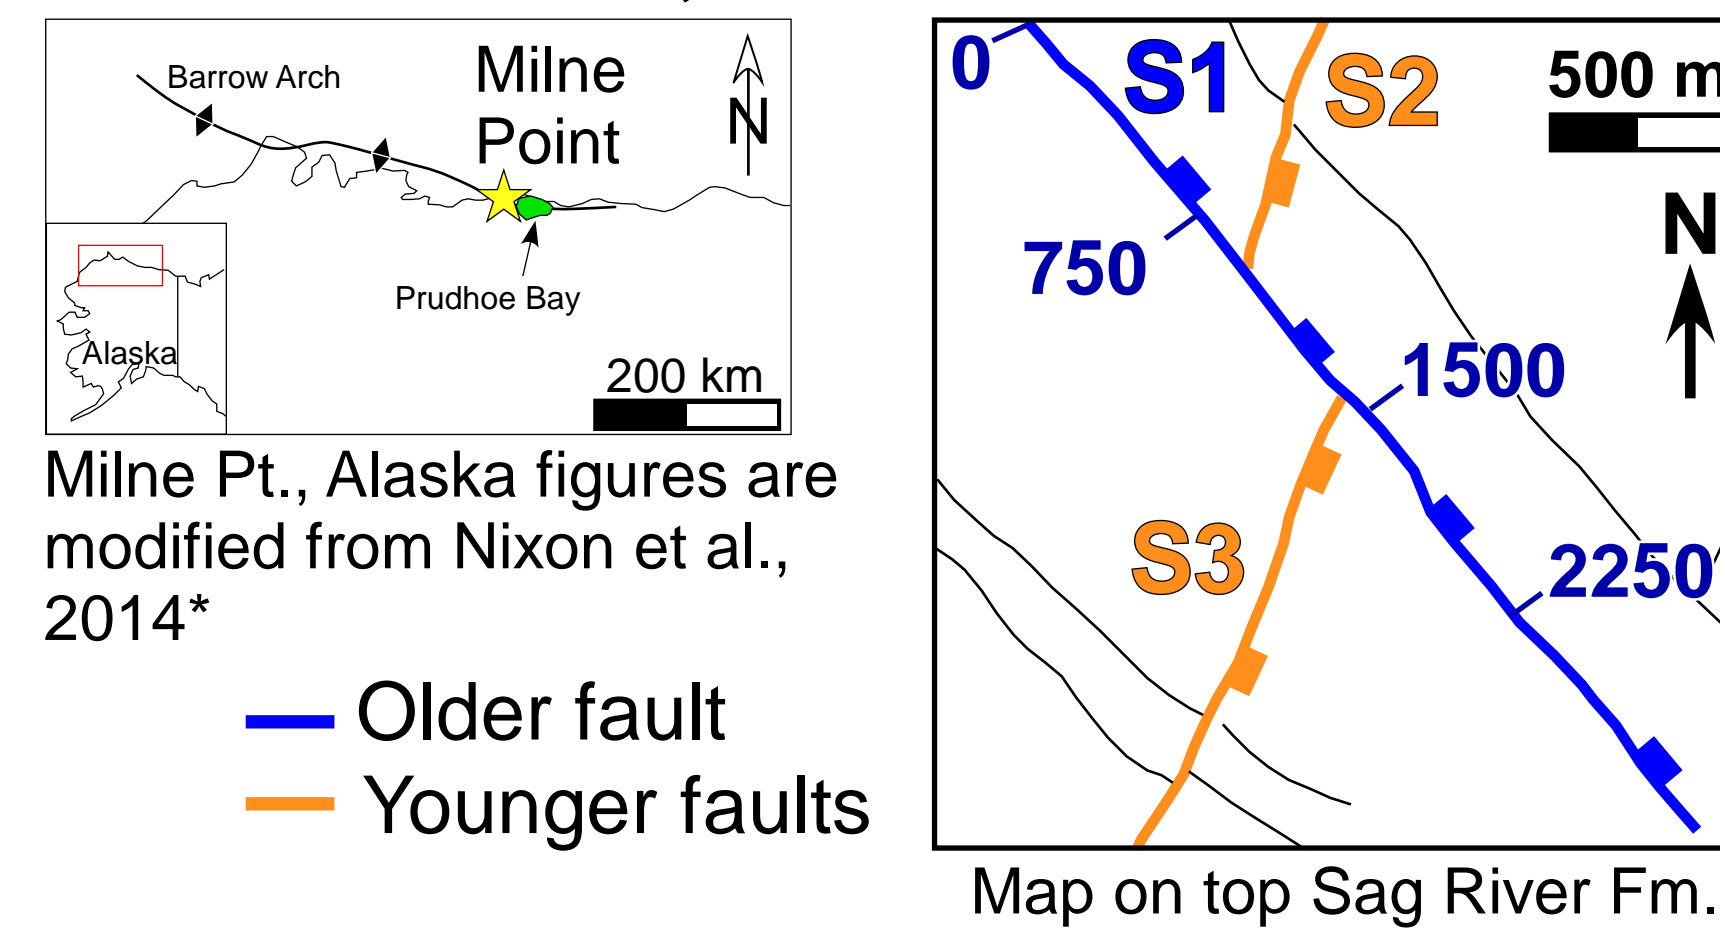 Barrow Arch
Milne
Point
N
Prudhoe Bay
Alaska
200 km
Milne Pt., Alaska figures are
modified from Nixon et al.,
2014*
Older fault
Younger faults
0
S1
S2
500 m
N
750
1500
S3
2250
Map on top Sag River Fm.